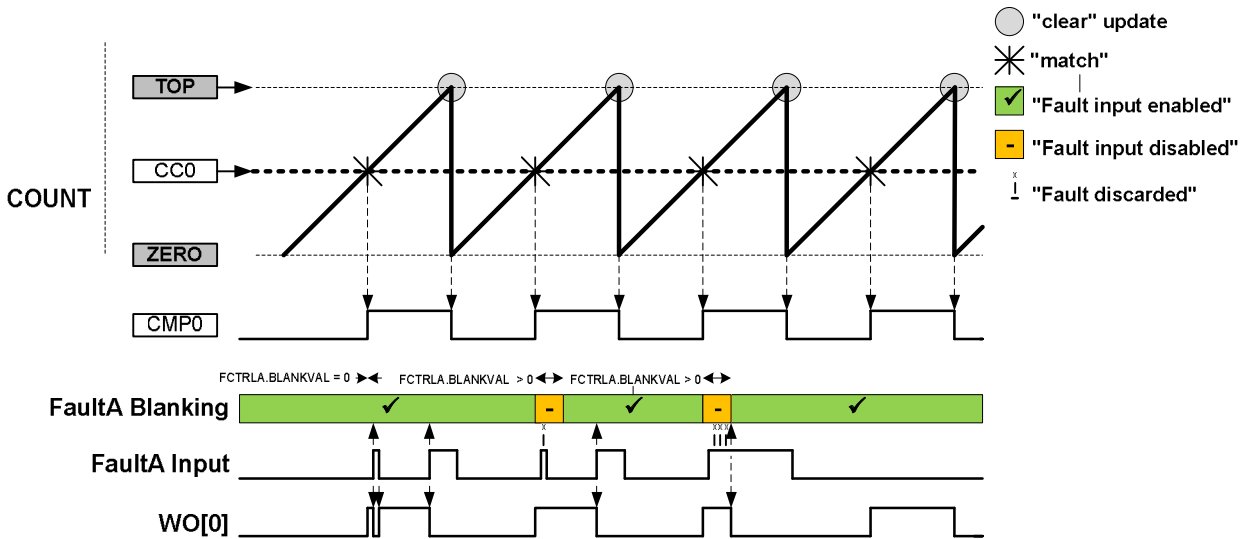 "clear" update
"match"
"Fault input enabled"
"Fault input disabled"
"Fault discarded"
TOP
CC0
COUNT
ZERO
CMP0
FCTRLA.BLANKVAL = 0
FCTRLA.BLANKVAL > 0
FCTRLA.BLANKVAL > 0
FaultA Blanking
✓ - ✓ - ✓
x xxx
FaultA Input
WO[0]